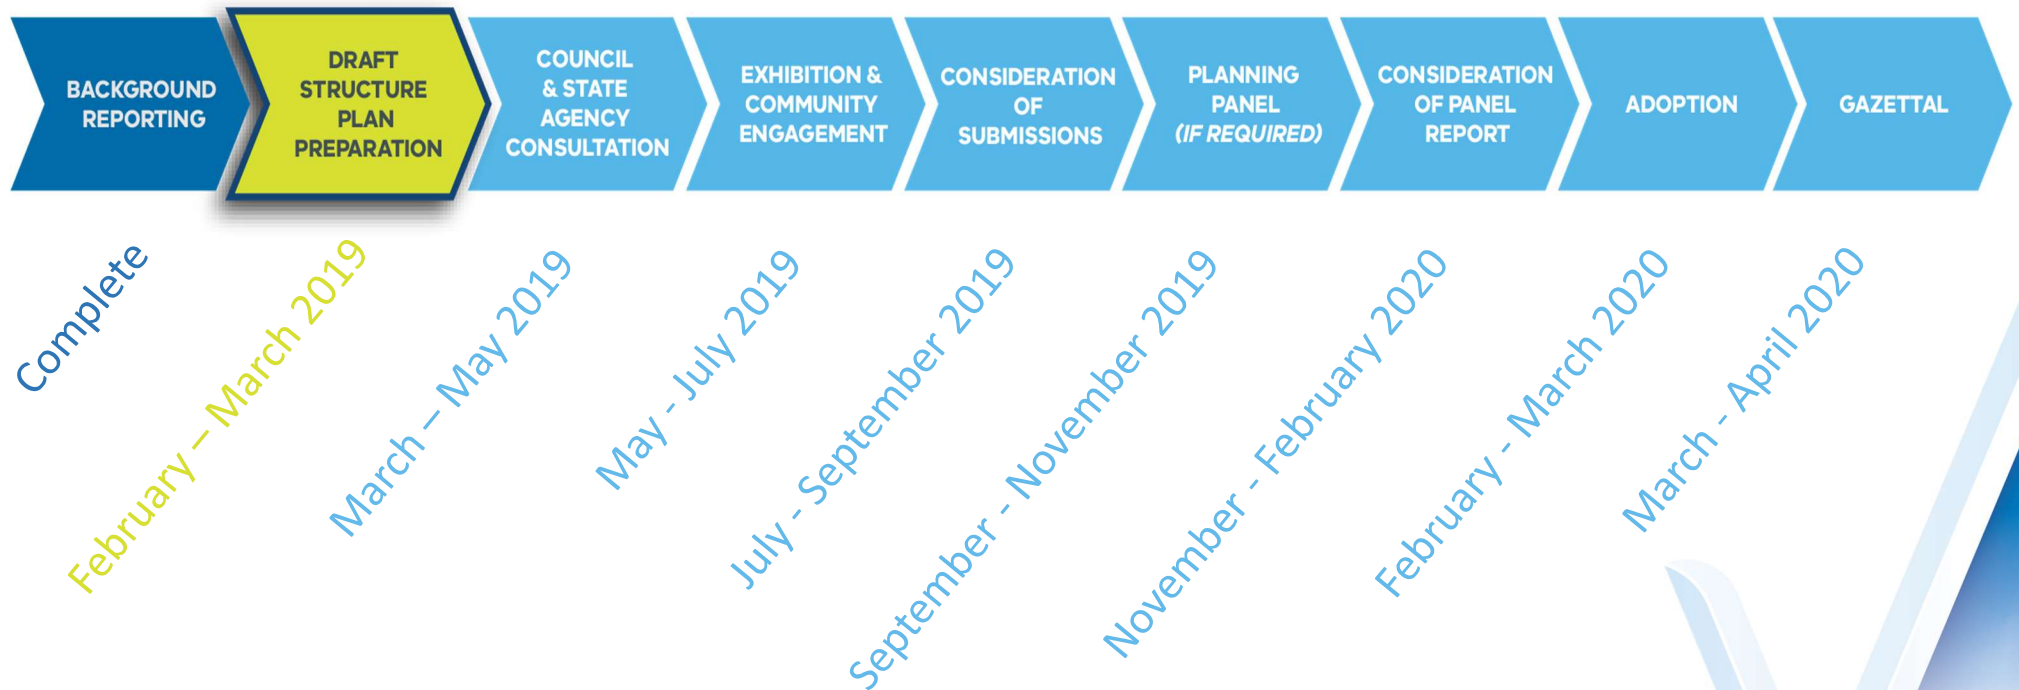 BACKGROUND
REPORTING
DRAFT
STRUCTURE
PLAN
PREPARATION
COUNCIL
& STATE
AGENCY
CONSULTATION
EXHIBITION &
COMMUNITY
ENGAGEMENT
CONSIDERATION
OF
SUBMISSIONS
PLANNING
PANEL
(IF REQUIRED)
CONSIDERATION
OF PANEL
REPORT
ADOPTION
GAZETTAL
Complete
February – March 2019
March – May 2019
May - July 2019
July - September 2019
September - November 2019
November - February 2020
February - March 2020
March - April 2020